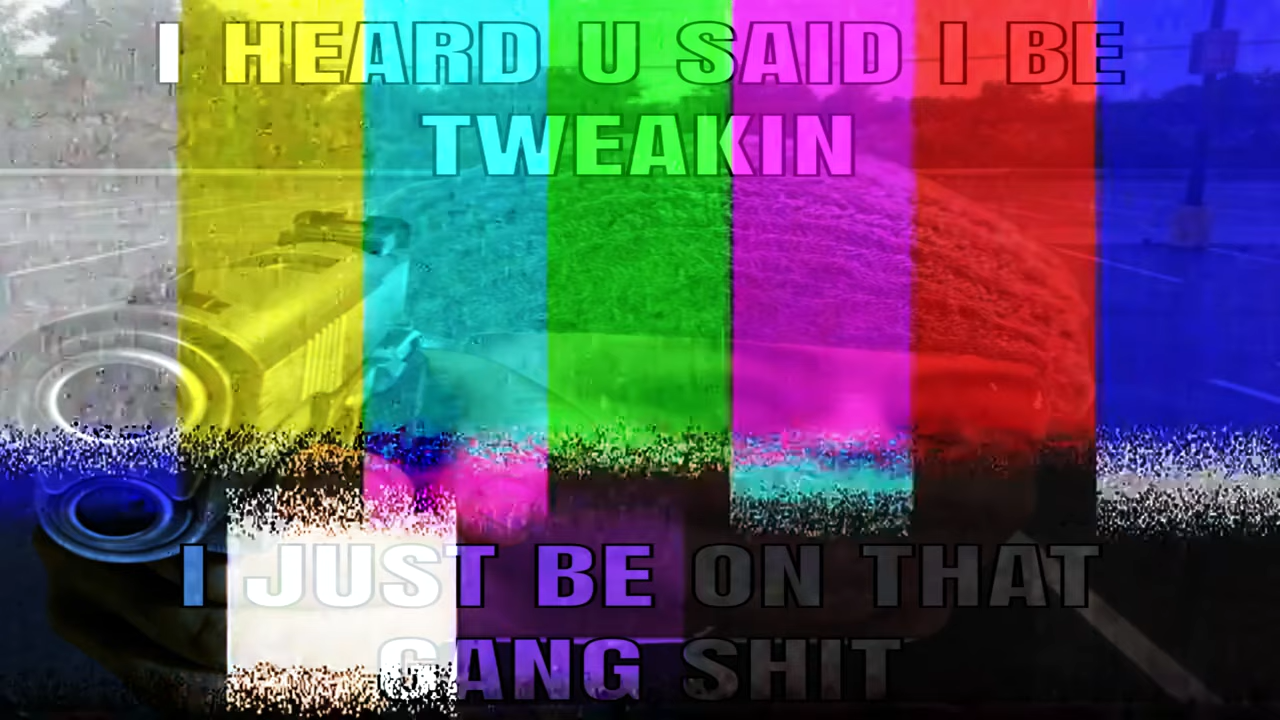 I HEARD U SAID I BE
TWEAKIN
I JUST BE ON THAT
GANG SHIT